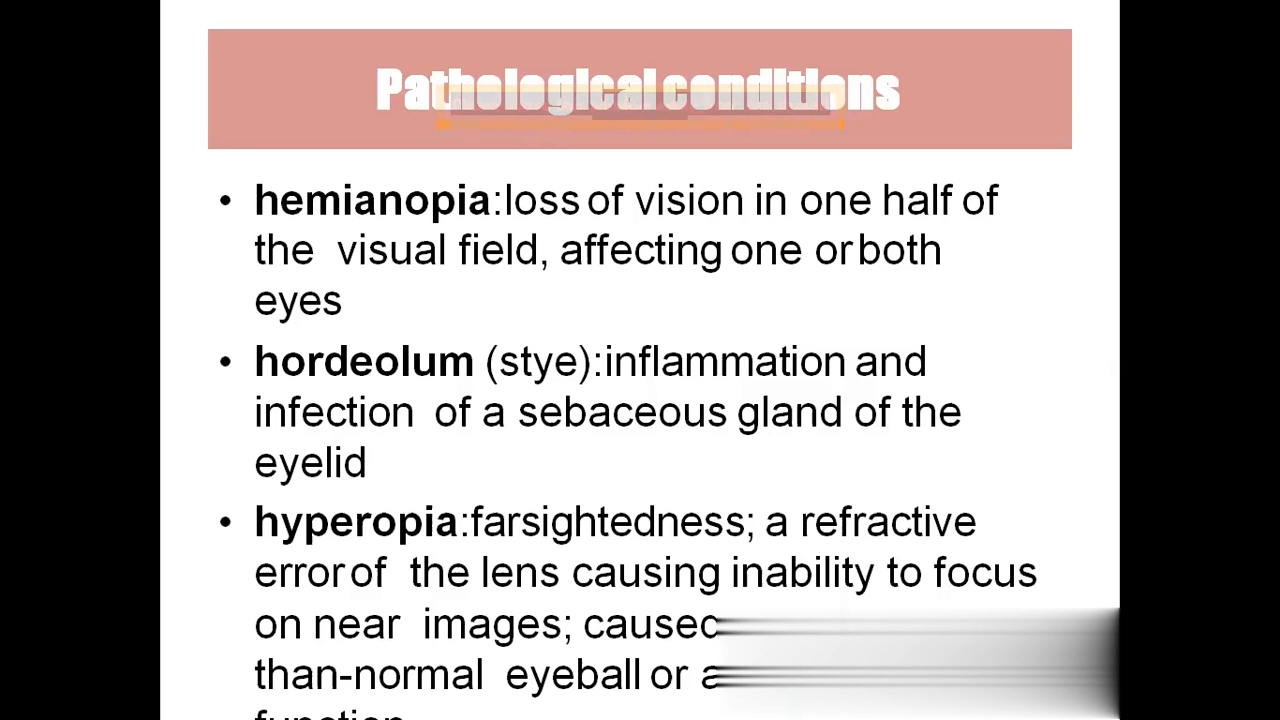 Pathological conditions
• hemianopia:loss of vision in one half of
the visual field, affecting one or both
eyes
• hordeolum (stye):inflammation and
infection of a sebaceous gland of the
eyelid
• hyperopia:farsightedness; a refractive
error of the lens causing inability to focus
on near images;
than-normal eyeball or